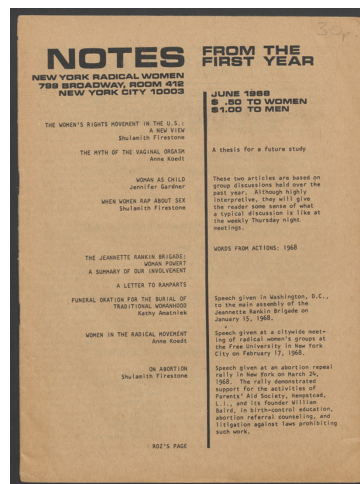 30p.
NOTES FROM THE
FIRST YEAR
NEW YORK RADICAL WOMEN
799 BROADWAY, ROOM 412
NEW YORK CITY 10003
JUNE 1968
$ .50 TO WOMEN
$1.00 TO MEN
THE WOMEN'S RIGHTS MOVEMENT IN THE U.S.:
A NEW VIEW
Shulamith Firestone
THE MYTH OF THE VAGINAL ORGASM
Anne Koedt
A thesis for a future study
WOMAN AS CHILD
Jennifer Gardner
WHEN WOMEN RAP ABOUT SEX
Shulamith Firestone
These two articles are based on
group discussions held over the
past year. Although highly
interpretive, they will give
the reader some sense of what
a typical discussion is like at
the weekly Thursday night
meetings.
WORDS FROM ACTIONS: 1968
THE JEANNETTE RANKIN BRIGADE:
WOMAN POWER?
A SUMMARY OF OUR INVOLVEMENT
A LETTER TO RAMPARTS
FUNERAL ORATION FOR THE BURIAL OF
TRADITIONAL WOMANHOOD
Kathy Amatniek
Speech given in Washington, D.C.,
to the main assembly of the
Jeannette Rankin Brigade on
January 15, 1968.
WOMEN IN THE RADICAL MOVEMENT
Anne Koedt
Speech given at a citywide meet-
ing of radical women's groups at
the Free University in New York
City on February 17, 1968.
ON ABORTION
Shulamith Firestone
Speech given at an abortion repeal
rally in New York on March 24,
1968. The rally demonstrated
support for the activities of
Parents' Aid Society, Hempstead,
L.I., and its founder William
Baird, in birth-control education,
abortion referral counseling, and
litigation against laws prohibiting
such work.
ROZ'S PAGE